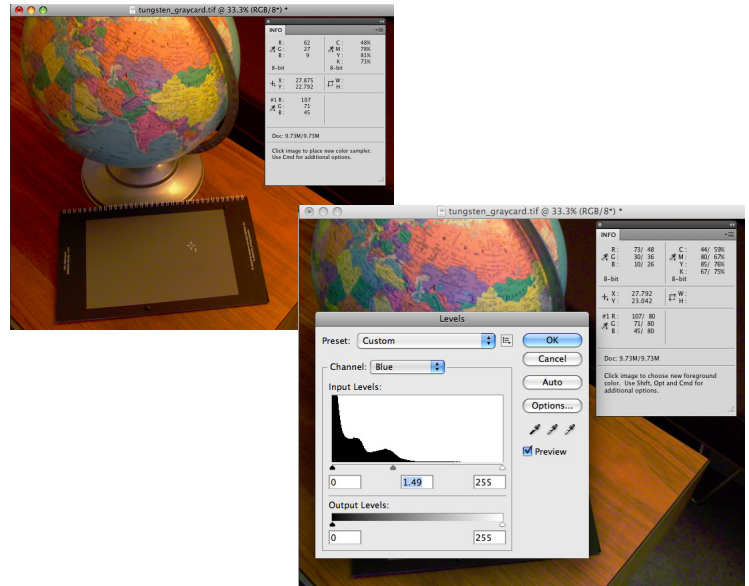 tungsten_graycard.tif @ 33.3% (RGB/8*) *
INFO
R : 62 C : 48%
G : 27 M : 78%
B : 9 Y : 81%
K : 73%
8-bit 8-bit
X : 27.875 W :
Y : 22.792 H :
#1 R : 107
G : 71
B : 45
Doc: 9.73M/9.73M
Click image to place new color sampler.
Use Cmd for additional options.
tungsten_graycard.tif @ 33.3% (RGB/8*) *
INFO
R : 73/ 48 C : 44/ 59%
G : 30/ 36 M : 80/ 67%
B : 10/ 26 Y : 85/ 76%
K : 67/ 75%
8-bit 8-bit
X : 27.792 W :
Y : 23.042 H :
#1 R : 107/ 80
G : 71/ 80
B : 45/ 80
Doc: 9.73M/9.73M
Click image to choose new foreground
color. Use Shift, Opt and Cmd for
additional options.
Levels
Preset: Custom
OK
Channel: Blue
Cancel
Input Levels:
Auto
Options...
Preview
0 1.49 255
Output Levels:
0 255